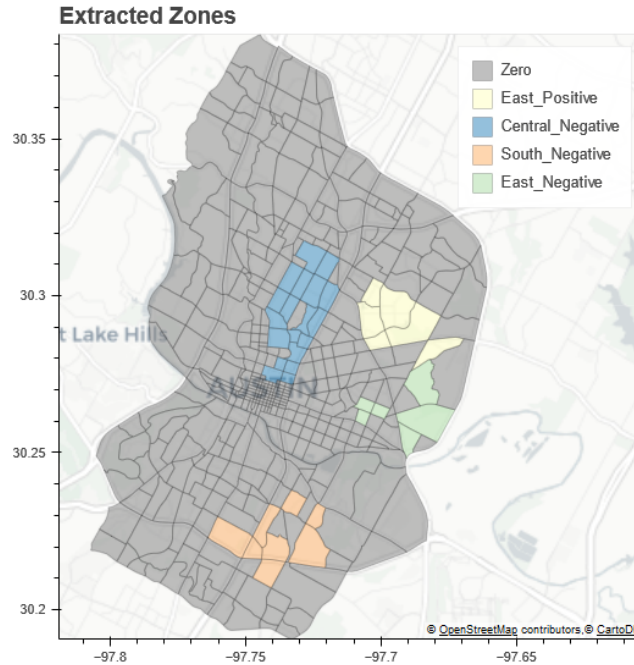 Extracted Zones
Zero
East_Positive
Central_Negative
South_Negative
East_Negative
30.35
30.3
t Lake Hills
AUSTIN
30.25
30.2
© OpenStreetMap contributors,© CartoD
−97.8
−97.75
−97.7
−97.65